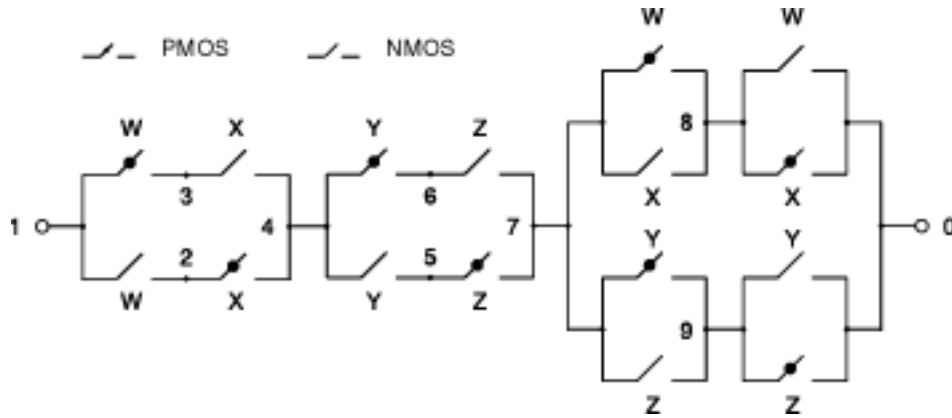 W W
PMOS NMOS
8
W X Y Z
X X
3 6
1 4 7 0
Y Y
2 5
W X Y Z
9
Z Z